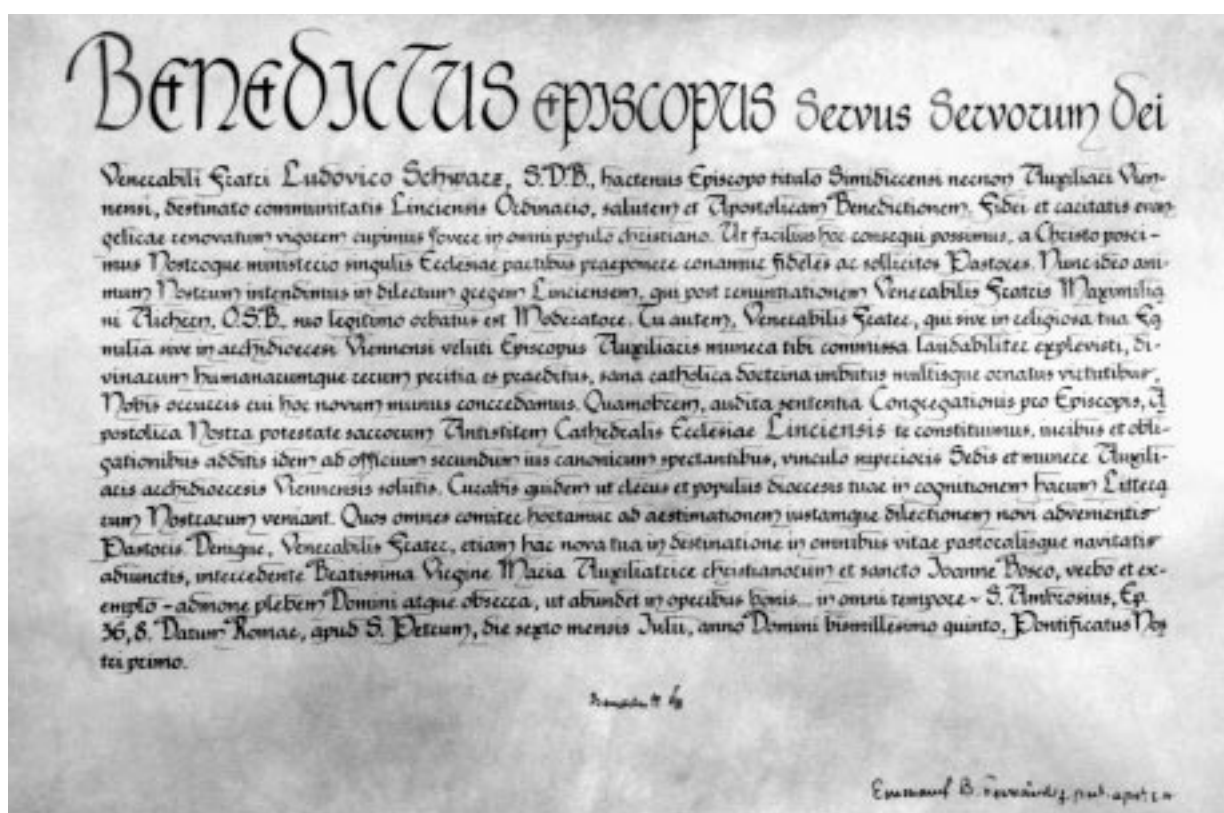 BENEDICTUS EPISCOPUS Servus Servorum Dei
Venerabili Fratri Ludovico Schwarz, S.D.B., hactenus Episcopo titulo Simidiccensi necnon Auxiliari Vien-
nensi, destinato communitatis Linciensis Ordinario, salutem et Apostolicam Benedictionem. Fidei et caritatis evan
gelicae renovatum vigorem cupimus fovere in omni populo christiano. Ut facilius hoc consequi possimus, a Christo posci-
mus Nostroque ministerio singulis Ecclesiae partibus praeponere conamur fideles ac sollicitos Pastores. Nunc ideo ani
mum Nostrum intendimus in dilectum gregem Linciensem, qui post renuntiationem Venerabilis Fratris Maximilia
ni Aichern, O.S.B., suo legitimo orbatus est Moderatore. Tu autem, Venerabilis Frater, qui sive in religiosa tua Fa
milia sive in archidioecesi Viennensi veluti Episcopus Auxiliaris munera tibi commissa laudabiliter explevisti, di-
vinarum humanarumque rerum peritia es praeditus, sana catholica doctrina imbutus multisque ornatus virtutibus,
Nobis occurris cui hoc novum munus concredamus. Quamobrem, audita sententia Congregationis pro Episcopis, A
postolica Nostra potestate sacrorum Antistitem Cathedralis Ecclesiae Linciensis te constituimus, iuribus et obli-
gationibus additis idem ad officium secundum ius canonicum spectantibus, vinculo superioris Sedis et munere Auxili-
aris archidioecesis Viennensis solutis. Curabis quidem ut clerus et populus dioecesis tuae in cognitionem harum Littera
rum Nostrarum veniant. Quos omnes comiter hortamur ad aestimationem iustamque dilectionem novi advenientis
Pastoris. Denique, Venerabilis Frater, etiam hac nova tua in destinatione in omnibus vitae pastoralisque navitatis
adiunctis, intercedente Beatissima Virgine Maria Auxiliatrice christianorum et sancto Joanne Bosco, verbo et ex-
emplo - admone plebem Domini atque obsecra, ut abundet in operibus bonis... in omni tempore - S. Ambrosius, Ep.
36, 8. Datum Romae, apud S. Petrum, die sexto mensis Iulii, anno Domini bismillesimo quinto, Pontificatus Nos
tri primo.